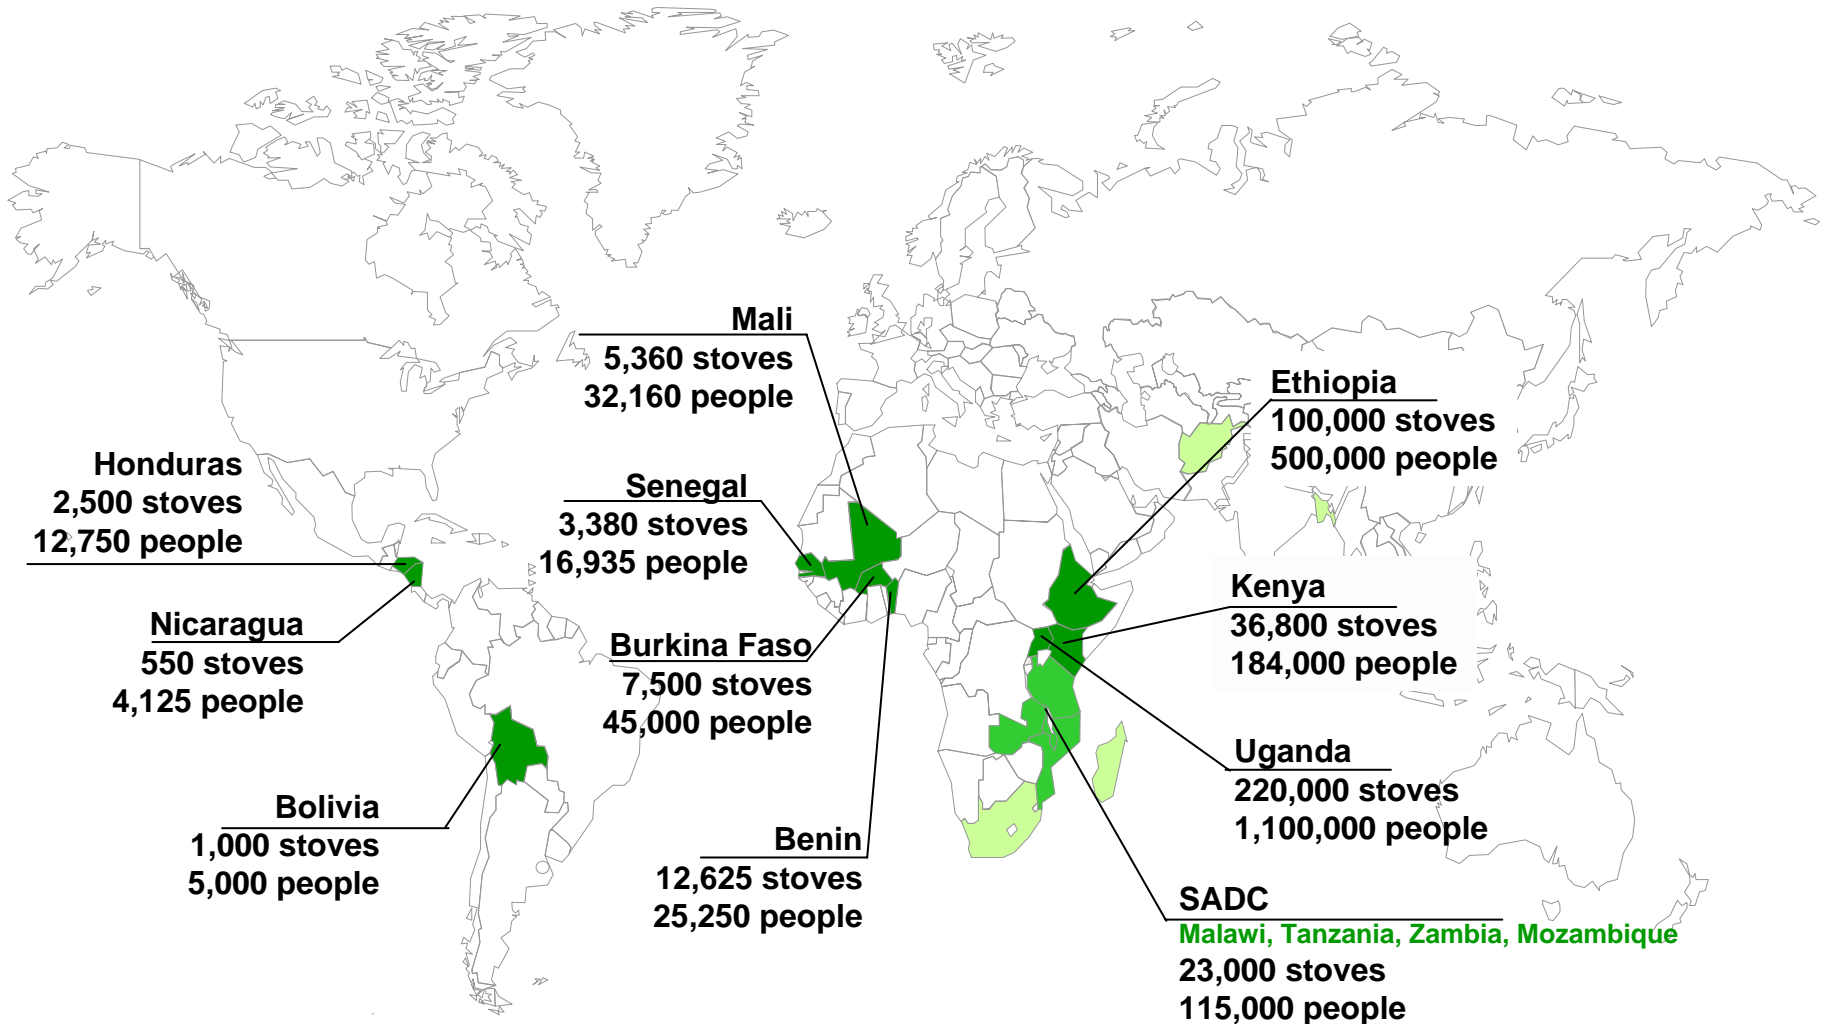 Mali
5,360 stoves
32,160 people
Ethiopia
100,000 stoves
500,000 people
Honduras
2,500 stoves
12,750 people
Senegal
3,380 stoves
16,935 people
Kenya
36,800 stoves
184,000 people
Nicaragua
550 stoves
4,125 people
Burkina Faso
7,500 stoves
45,000 people
Uganda
220,000 stoves
1,100,000 people
Bolivia
1,000 stoves
5,000 people
Benin
12,625 stoves
25,250 people
SADC
Malawi, Tanzania, Zambia, Mozambique
23,000 stoves
115,000 people